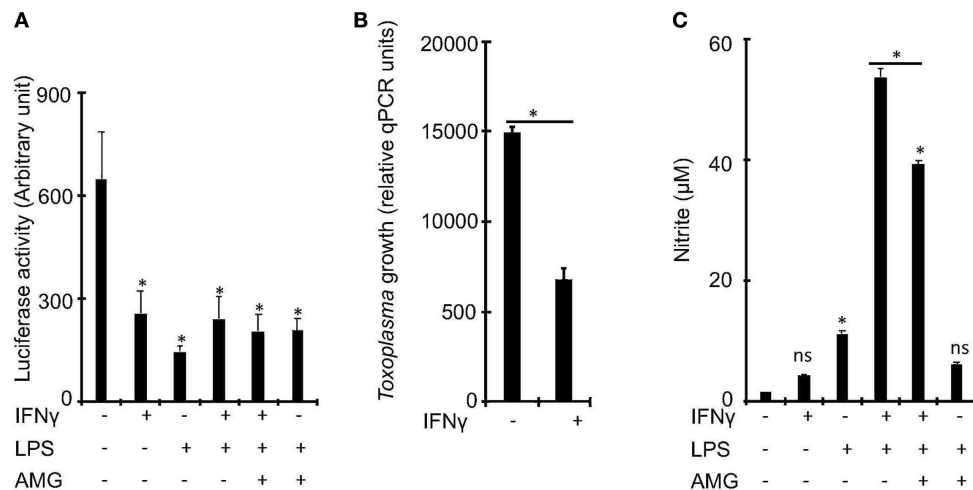 A
Luciferase activity (Arbitrary unit)
900
600
300
0
* * * * *
IFNγ - + - + + -
LPS - - + + + +
AMG - - - - + +
B
Toxoplasma growth (relative qPCR units)
20000
15000
10000
500
0
*
IFNγ - +
C
Nitrite (µM)
60
40
20
0
*
*
*
ns
ns
IFNγ - + - + + -
LPS - - + + + +
AMG - - - - + +